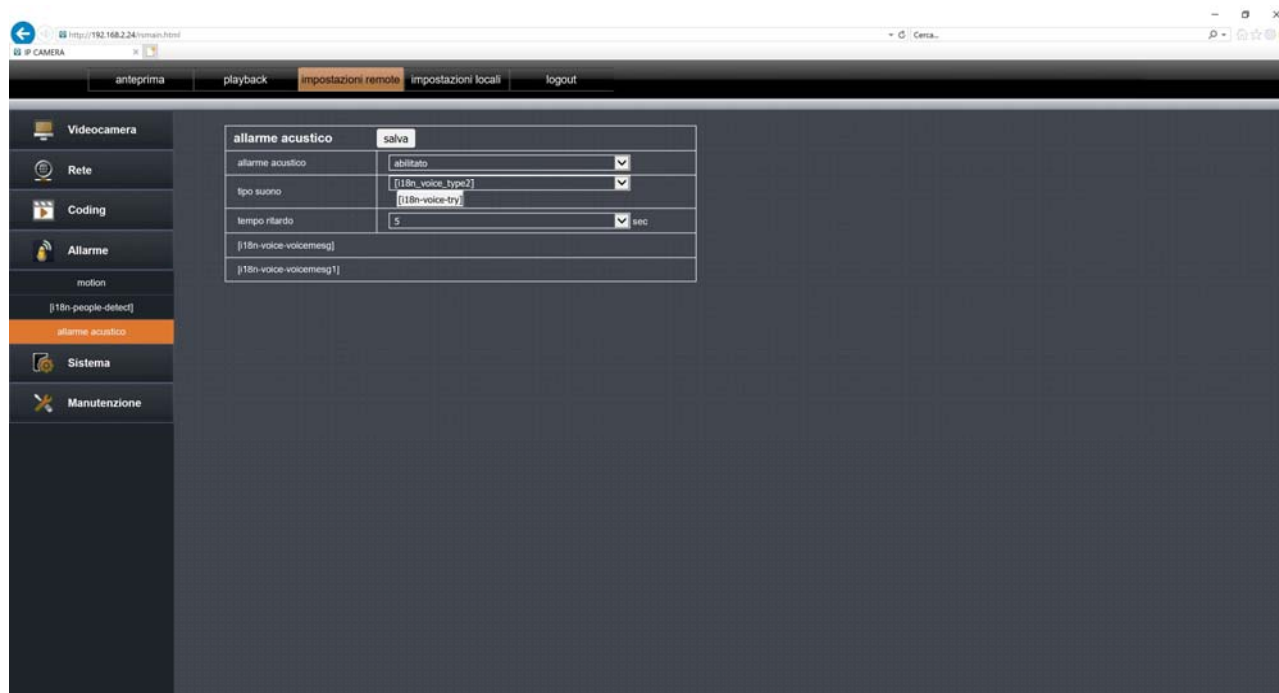 http://192.168.2.24/rsmain.html
Cerca...
IP CAMERA
anteprima playback impostazioni remote impostazioni locali logout
Videocamera
Rete
Coding
Allarme
motion
[i18n-people-detect]
allarme acustico
Sistema
Manutenzione
allarme acustico salva
allarme acustico abilitato
tipo suono [i18n_voice_type2]
[i18n-voice-try]
tempo ritardo 5 sec
[i18n-voice-voicemesg]
[i18n-voice-voicemesg1]